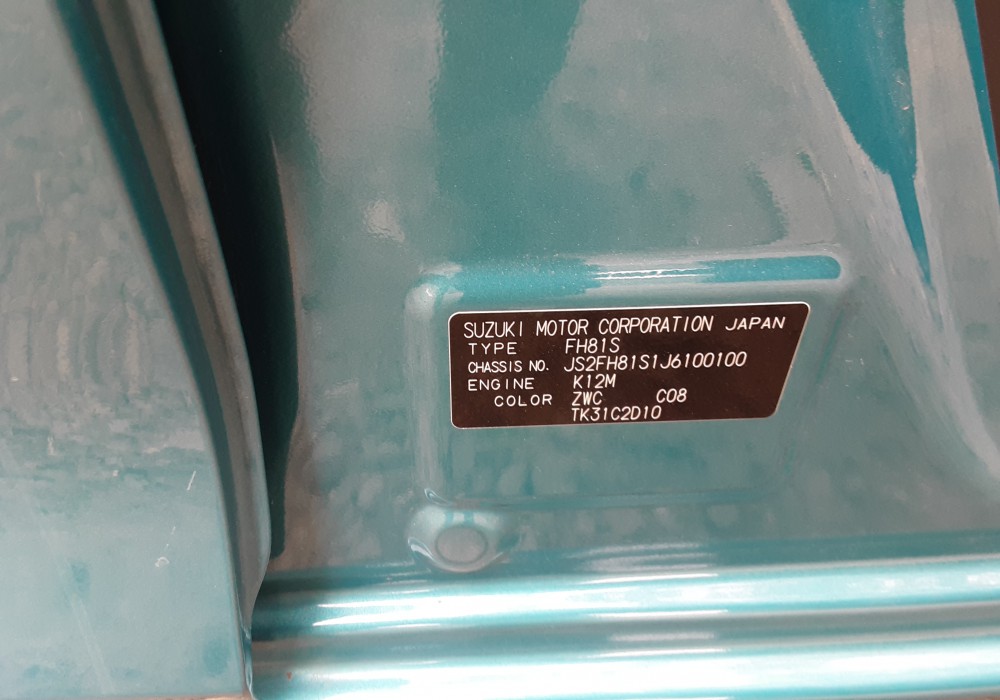 SUZUKI MOTOR CORPORATION JAPAN
TYPE FH81S
CHASSIS NO. JS2FH81S1J6100100
ENGINE K12M
COLOR ZWC C08
TK31C2D10